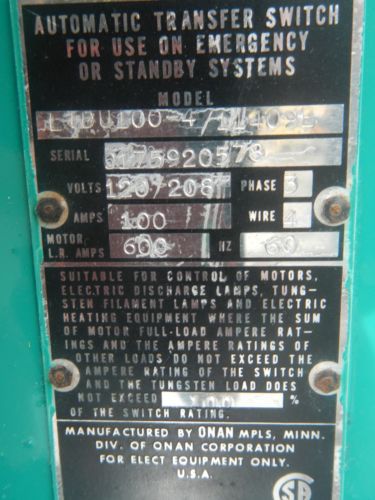 AUTOMATIC TRANSFER SWITCH
FOR USE ON EMERGENCY
OR STANDBY SYSTEMS
MODEL
SERIAL 0175920578
VOLTS 120/208 PHASE 3
AMPS 100 WIRE 4
MOTOR
L.R. AMPS 600 HZ 60
SUITABLE FOR CONTROL OF MOTORS,
ELECTRIC DISCHARGE LAMPS, TUNG-
STEN FILAMENT LAMPS AND ELECTRIC
HEATING EQUIPMENT WHERE THE SUM
OF MOTOR FULL-LOAD AMPERE RAT-
INGS AND THE AMPERE RATINGS OF
OTHER LOADS DO NOT EXCEED THE
AMPERE RATING OF THE SWITCH
AND THE TUNGSTEN LOAD DOES
NOT EXCEED %
OF THE SWITCH RATING.
MANUFACTURED BY ONAN MPLS, MINN.
DIV. OF ONAN CORPORATION
FOR ELECT EQUIPMENT ONLY.
U.S.A.